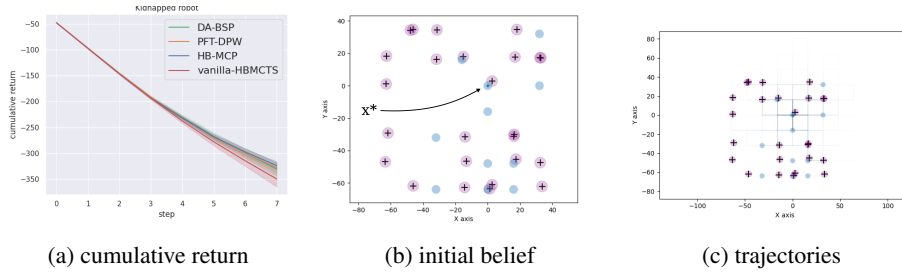 Kidnapped robot
−50
−100
−150
−200
−250
−300
−350
cumulative return
DA-BSP
PFT-DPW
HB-MCP
vanilla-HBMCTS
0 1 2 3 4 5 6 7
step
(a) cumulative return
40
20
0
−20
−40
−60
Y axis
x*
−80 −60 −40 −20 0 20 40
X axis
(b) initial belief
80
60
40
20
0
−20
−40
−60
−80
Y axis
−100 −50 0 50 100
X axis
(c) trajectories